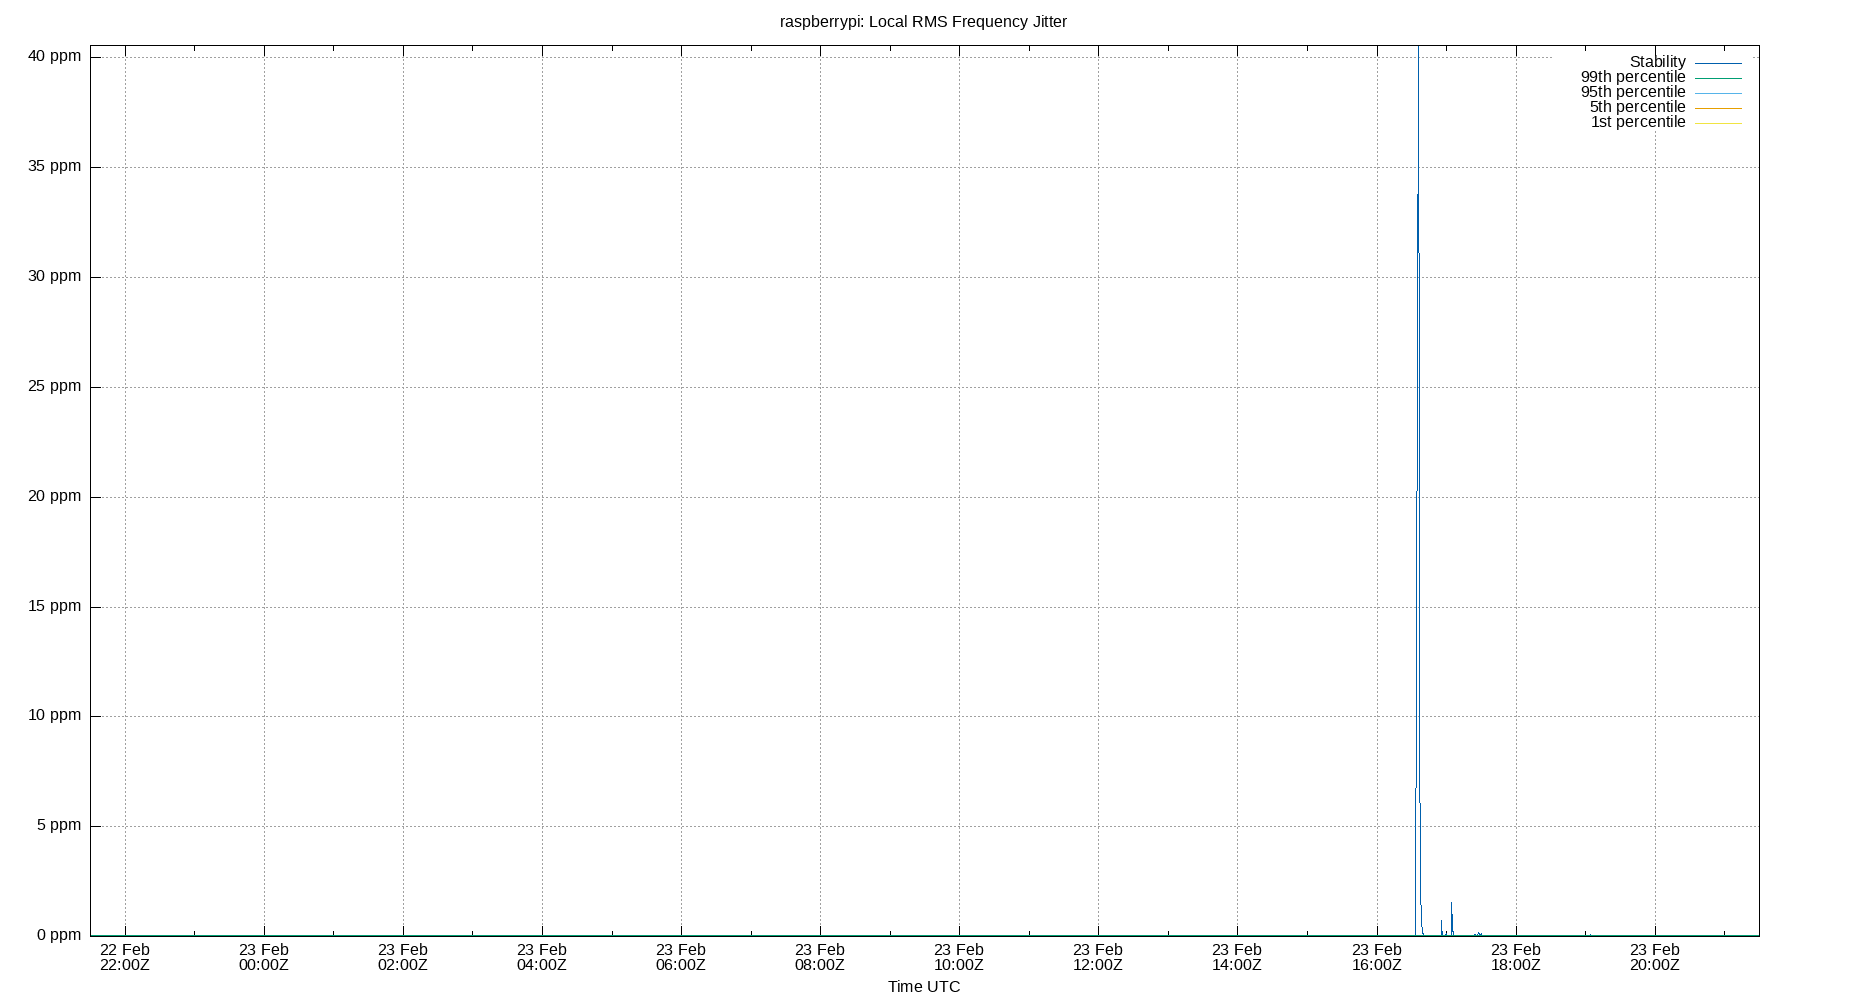 raspberrypi: Local RMS Frequency Jitter
40 ppm
35 ppm
30 ppm
25 ppm
20 ppm
15 ppm
10 ppm
5 ppm
0 ppm
Stability
99th percentile
95th percentile
5th percentile
1st percentile
22 Feb 23 Feb 23 Feb 23 Feb 23 Feb 23 Feb 23 Feb 23 Feb 23 Feb 23 Feb 23 Feb 23 Feb
22:00Z 00:00Z 02:00Z 04:00Z 06:00Z 08:00Z 10:00Z 12:00Z 14:00Z 16:00Z 18:00Z 20:00Z
Time UTC